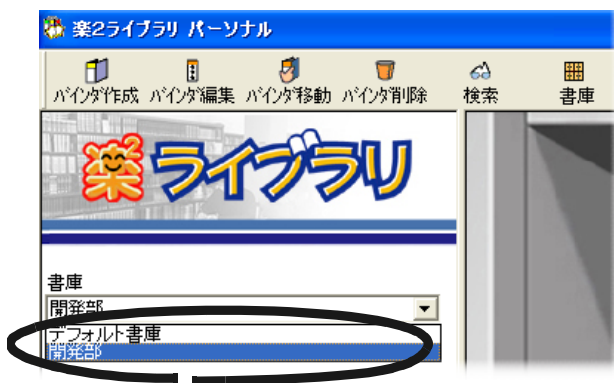 楽2ライブラリ パーソナル
バインダ作成 バインダ編集 バインダ移動 バインダ削除 検索 書庫
楽2ライブラリ
書庫
開発部
デフォルト書庫
開発部